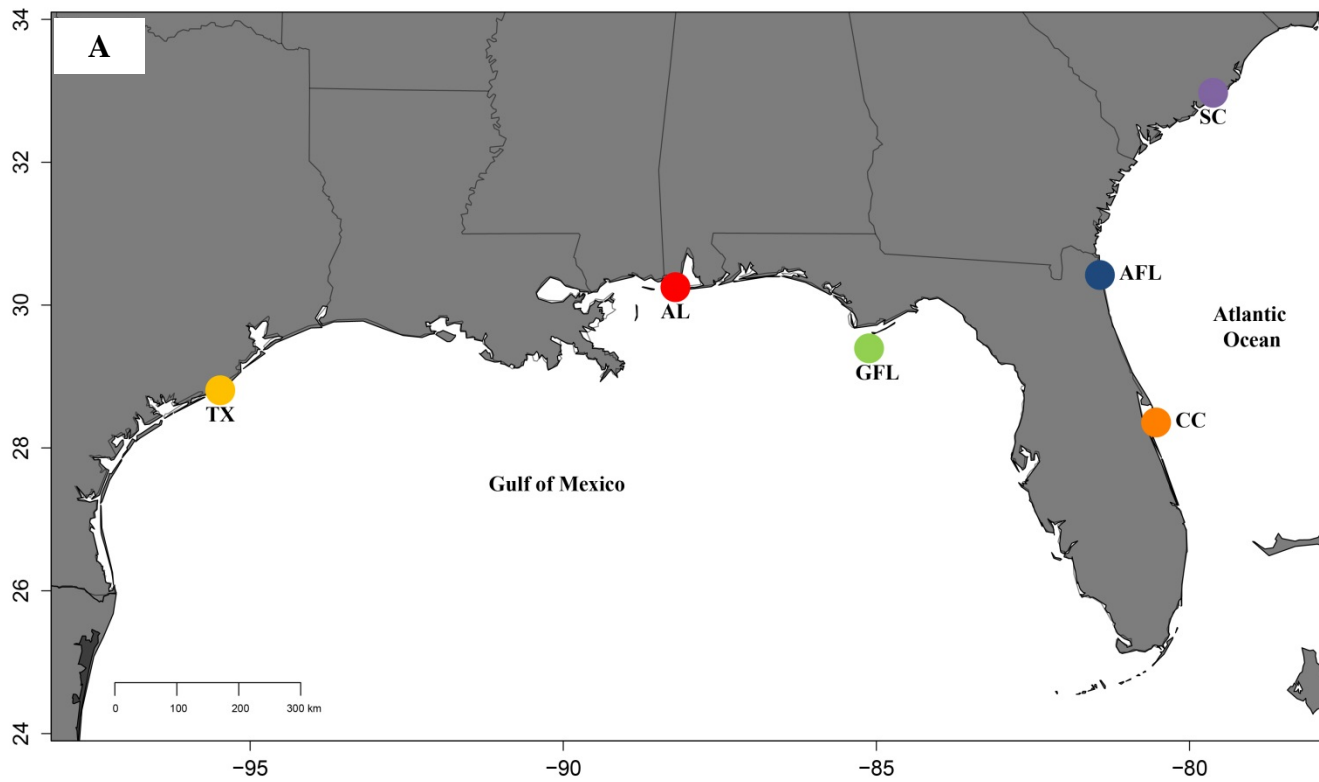 A
34
32
30
28
26
24
SC
AFL
Atlantic
Ocean
AL
GFL
TX
CC
Gulf of Mexico
0 100 200 300 km
−95 −90 −85 −80